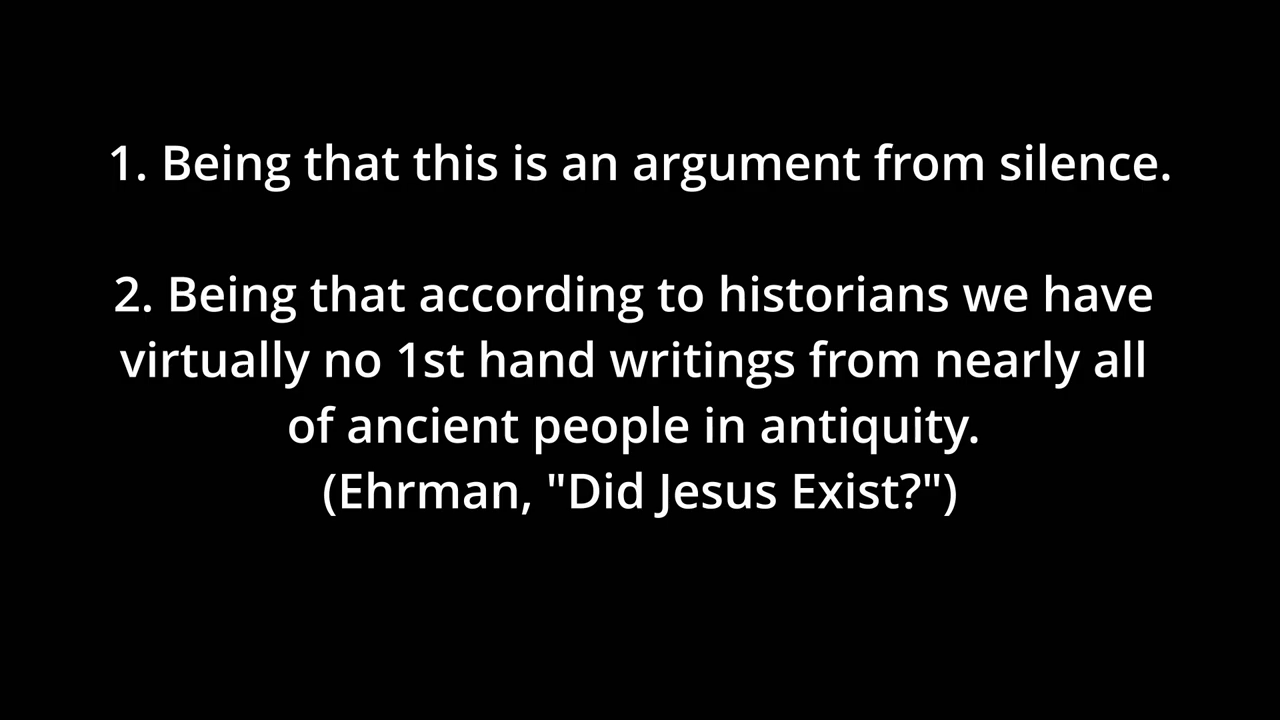 1. Being that this is an argument from silence.
2. Being that according to historians we have
virtually no 1st hand writings from nearly all
of ancient people in antiquity.
(Ehrman, "Did Jesus Exist?")